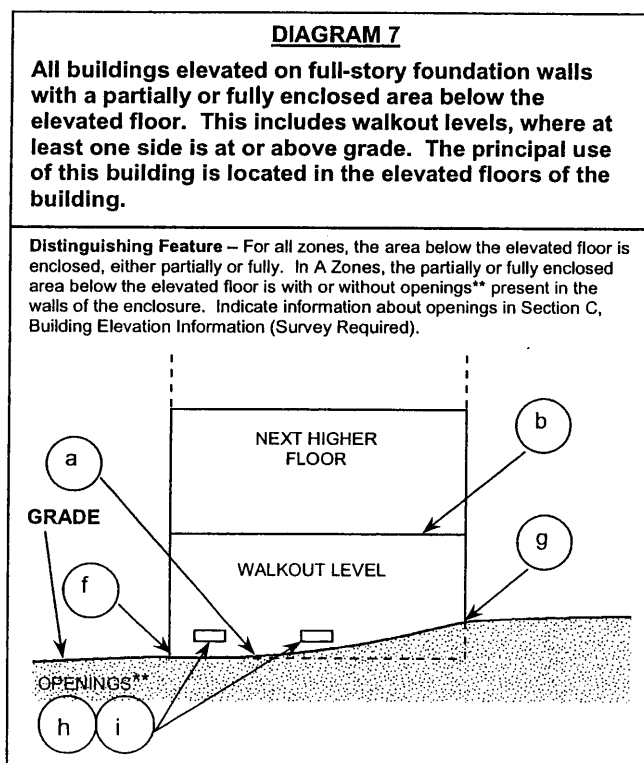 DIAGRAM 7
All buildings elevated on full-story foundation walls
with a partially or fully enclosed area below the
elevated floor. This includes walkout levels, where at
least one side is at or above grade. The principal use
of this building is located in the elevated floors of the
building.
Distinguishing Feature – For all zones, the area below the elevated floor is
enclosed, either partially or fully. In A Zones, the partially or fully enclosed
area below the elevated floor is with or without openings** present in the
walls of the enclosure. Indicate information about openings in Section C,
Building Elevation Information (Survey Required).
NEXT HIGHER
FLOOR
b
a
GRADE
g
WALKOUT LEVEL
f
OPENINGS**
h
i